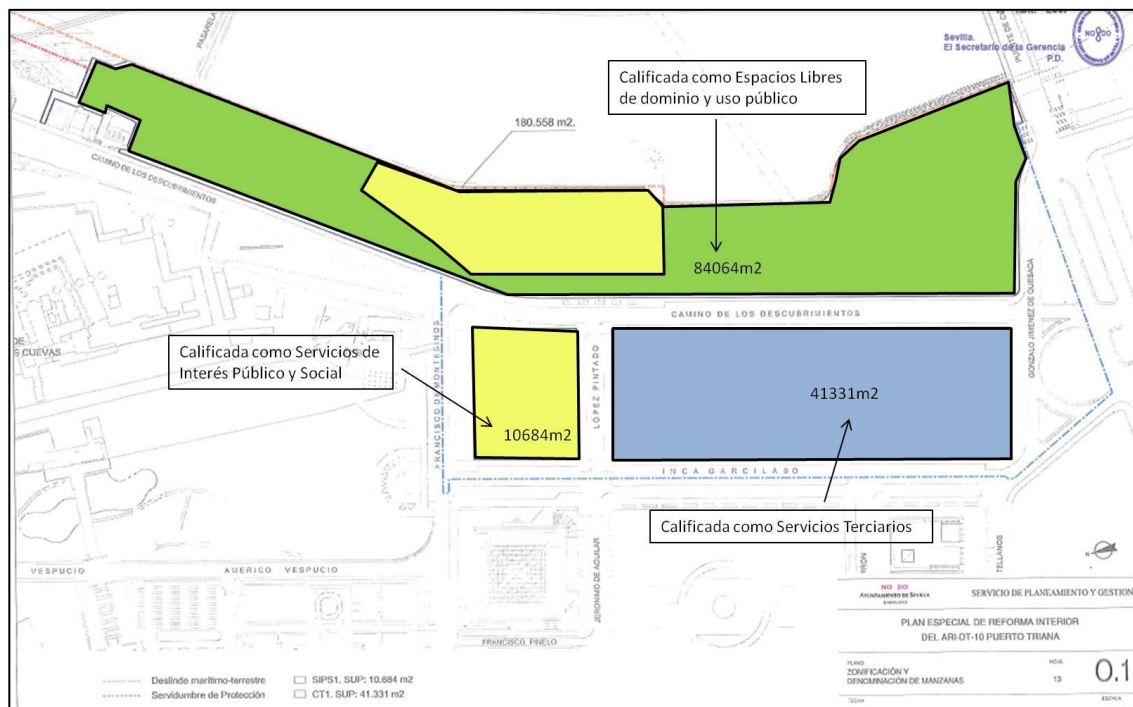 Sevilla.
El Secretario de la Gerencia
P.D.
NO DO
PASARELA
Calificada como Espacios Libres
de dominio y uso público
180.558 m2.
CAMINO DE LOS DESCUBRIMIENTOS
84064m2
CAMINO DE LOS DESCUBRIMIENTOS
GONZALO JIMENEZ DE QUESADA
DE
CUEVAS
Calificada como Servicios de
Interés Público y Social
FRANCISCO DE MONTESINOS
10684m2
LÓPEZ PINTADO
41331m2
INCA GARCILASO
Calificada como Servicios Terciarios
VESPUCIO
AMERICO VESPUCIO
JERONIMO DE AGUILAR
FRANCISCO PINELO
TELLANOS
N
NO DO
AYUNTAMIENTO DE SEVILLA
SERVICIO DE PLANEAMIENTO Y GESTION
PLAN ESPECIAL DE REFORMA INTERIOR
DEL ARI-DT-10 PUERTO TRIANA
PLANO
ZONIFICACIÓN Y
DENOMINACIÓN DE MANZANAS
HOJA
13
O.1
FECHA
ESCALA
Deslinde marítimo-terrestre
Servidumbre de Protección
SIPS1. SUP: 10.684 m2
CT1. SUP: 41.331 m2